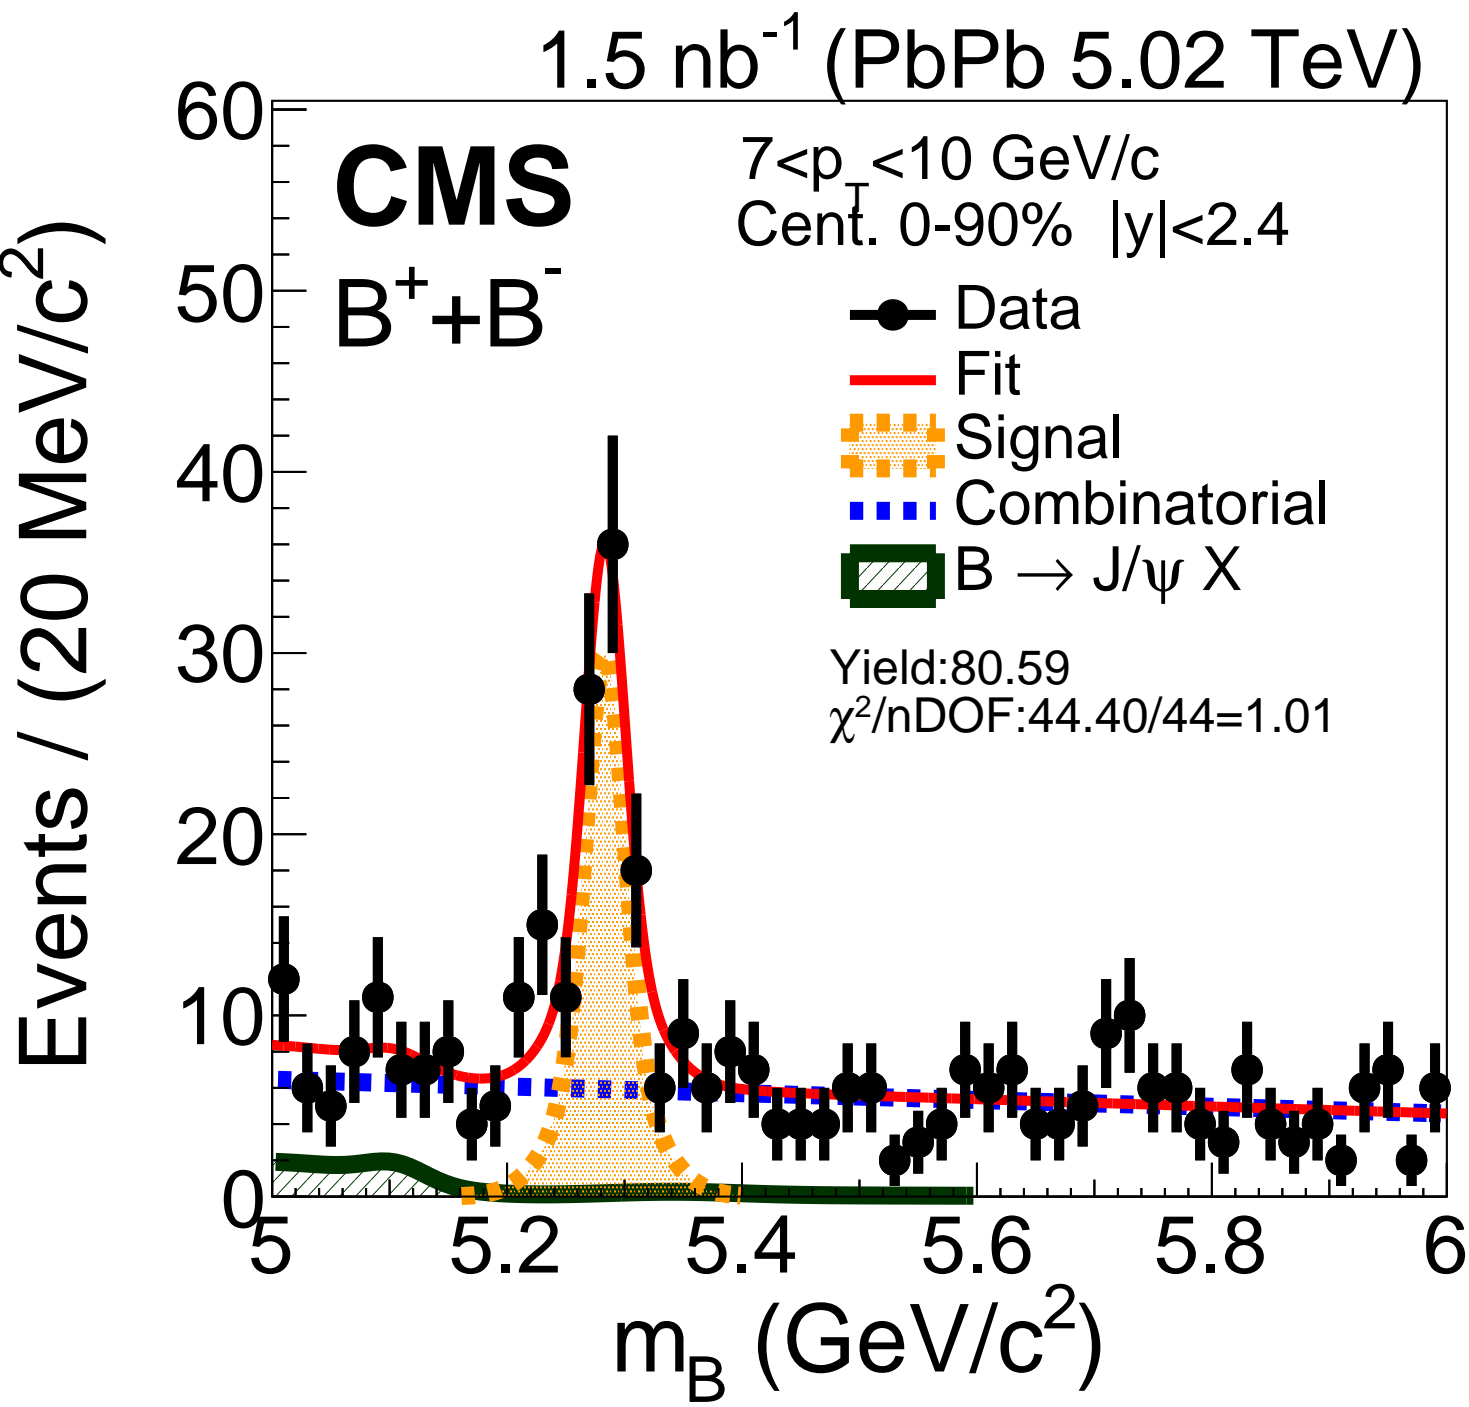 1.5 nb⁻¹ (PbPb 5.02 TeV)
CMS
B⁺+B⁻
7<p_T<10 GeV/c
Cent. 0-90% |y|<2.4
Data
Fit
Signal
Combinatorial
B → J/ψ X
Yield:80.59
χ²/nDOF:44.40/44=1.01
Events / (20 MeV/c²)
60
50
40
30
20
10
0
5 5.2 5.4 5.6 5.8 6
m_B (GeV/c²)